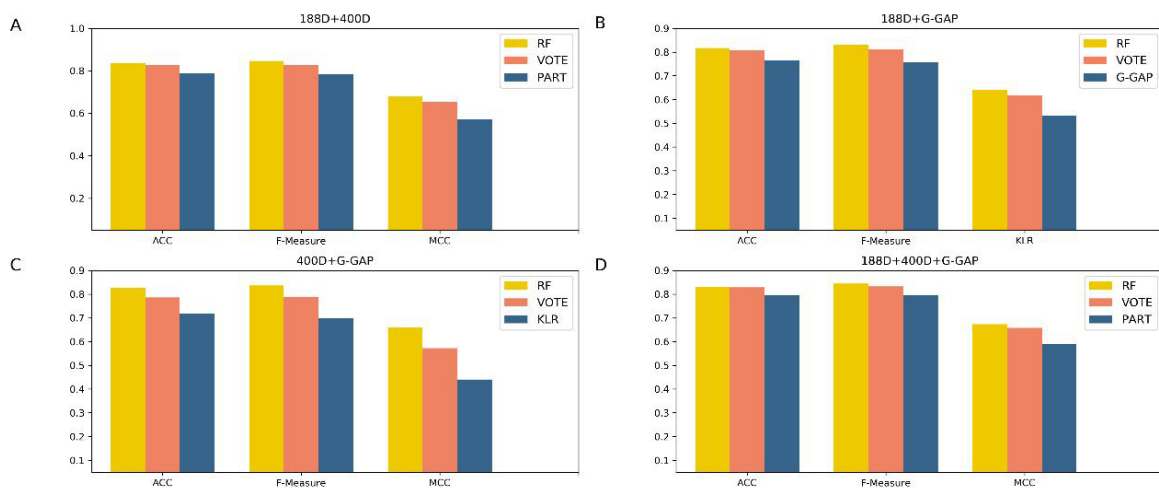 A
188D+400D
1.0
0.8
0.6
0.4
0.2
RF
VOTE
PART
ACC
F-Measure
MCC
B
188D+G-GAP
0.9
0.8
0.7
0.6
0.5
0.4
0.3
0.2
0.1
RF
VOTE
G-GAP
ACC
F-Measure
KLR
C
400D+G-GAP
0.9
0.8
0.7
0.6
0.5
0.4
0.3
0.2
0.1
RF
VOTE
KLR
ACC
F-Measure
MCC
D
188D+400D+G-GAP
0.9
0.8
0.7
0.6
0.5
0.4
0.3
0.2
0.1
RF
VOTE
PART
ACC
F-Measure
MCC